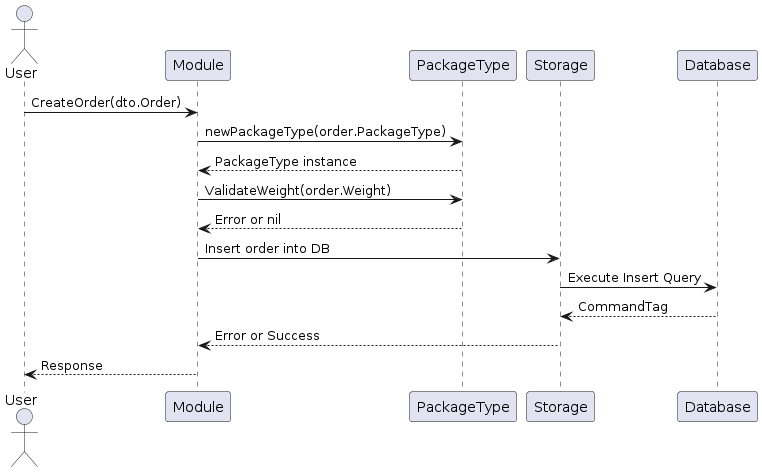 User
Module
PackageType
Storage
Database
CreateOrder(dto.Order)
newPackageType(order.PackageType)
PackageType instance
ValidateWeight(order.Weight)
Error or nil
Insert order into DB
Execute Insert Query
CommandTag
Error or Success
Response
User
Module
PackageType
Storage
Database